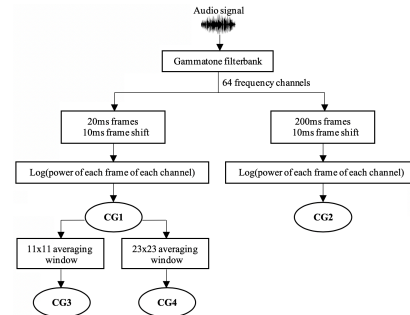 Audio signal
Gammatone filterbank
64 frequency channels
20ms frames
10ms frame shift
200ms frames
10ms frame shift
Log(power of each frame of each channel)
Log(power of each frame of each channel)
CG1
CG2
11x11 averaging
window
23x23 averaging
window
CG3
CG4